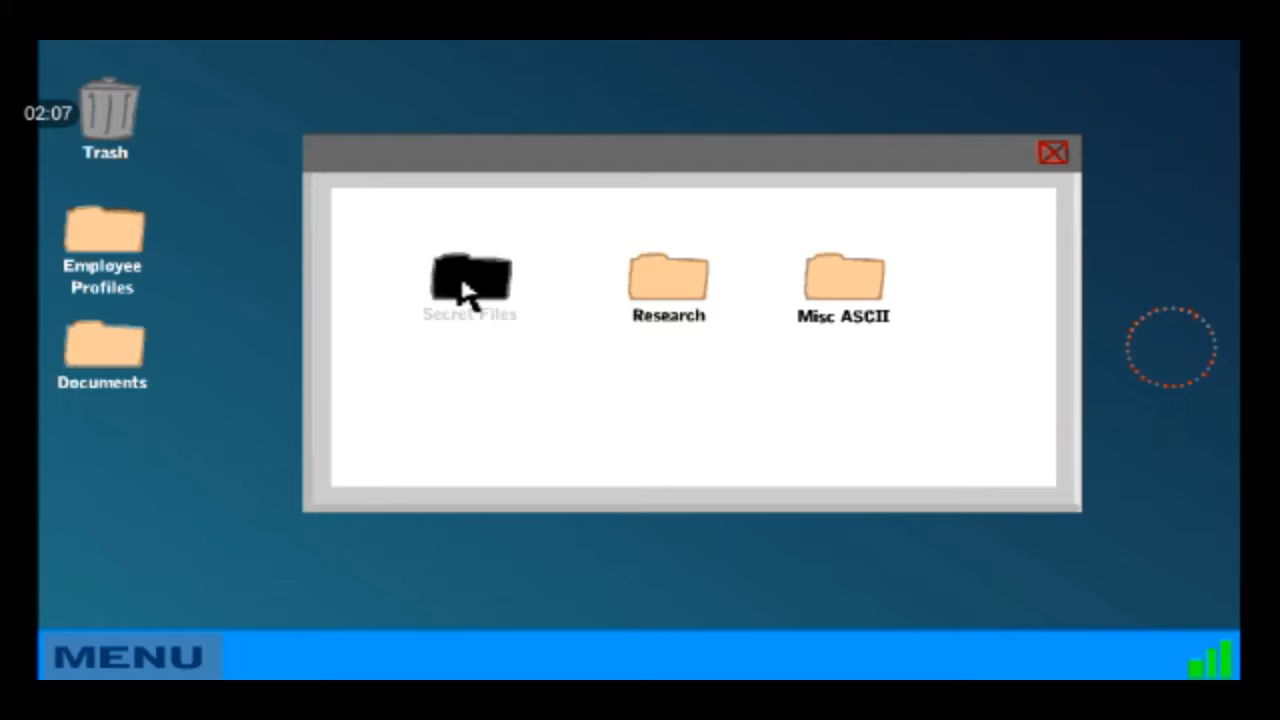 02:07
Trash
Employee
Profiles
Documents
Secret Files
Research
Misc ASCII
MENU